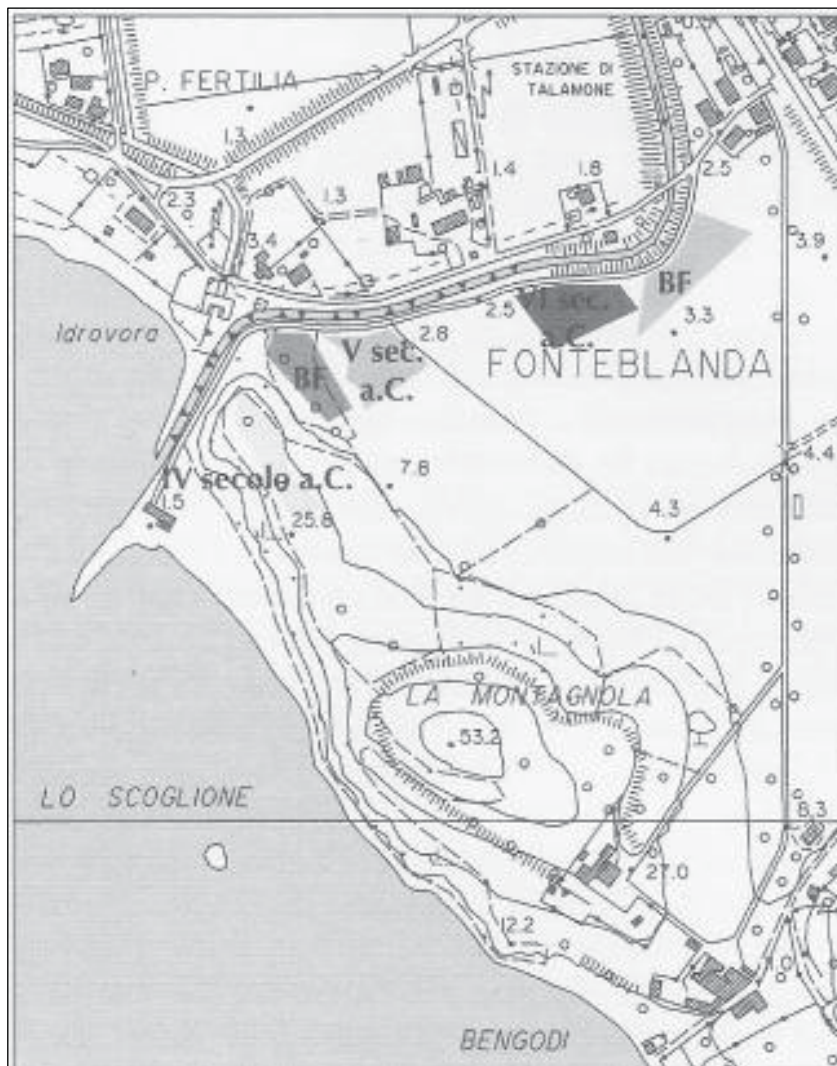 P. FERTILIA
STAZIONE DI
TALAMONE
1.3
1.4
1.8
2.5
2.3
1.3
3.4
3.9
BF
VI sec.
a.C.
2.5
3.3
Idrovora
2.8
V sec.
a.C.
BF
FONTEBLANDA
4.4
IV secolo a.C.
7.8
1.5
25.8
4.3
LA MONTAGNOLA
53.2
LO SCOGLIONE
6.3
27.0
12.2
BENGODI